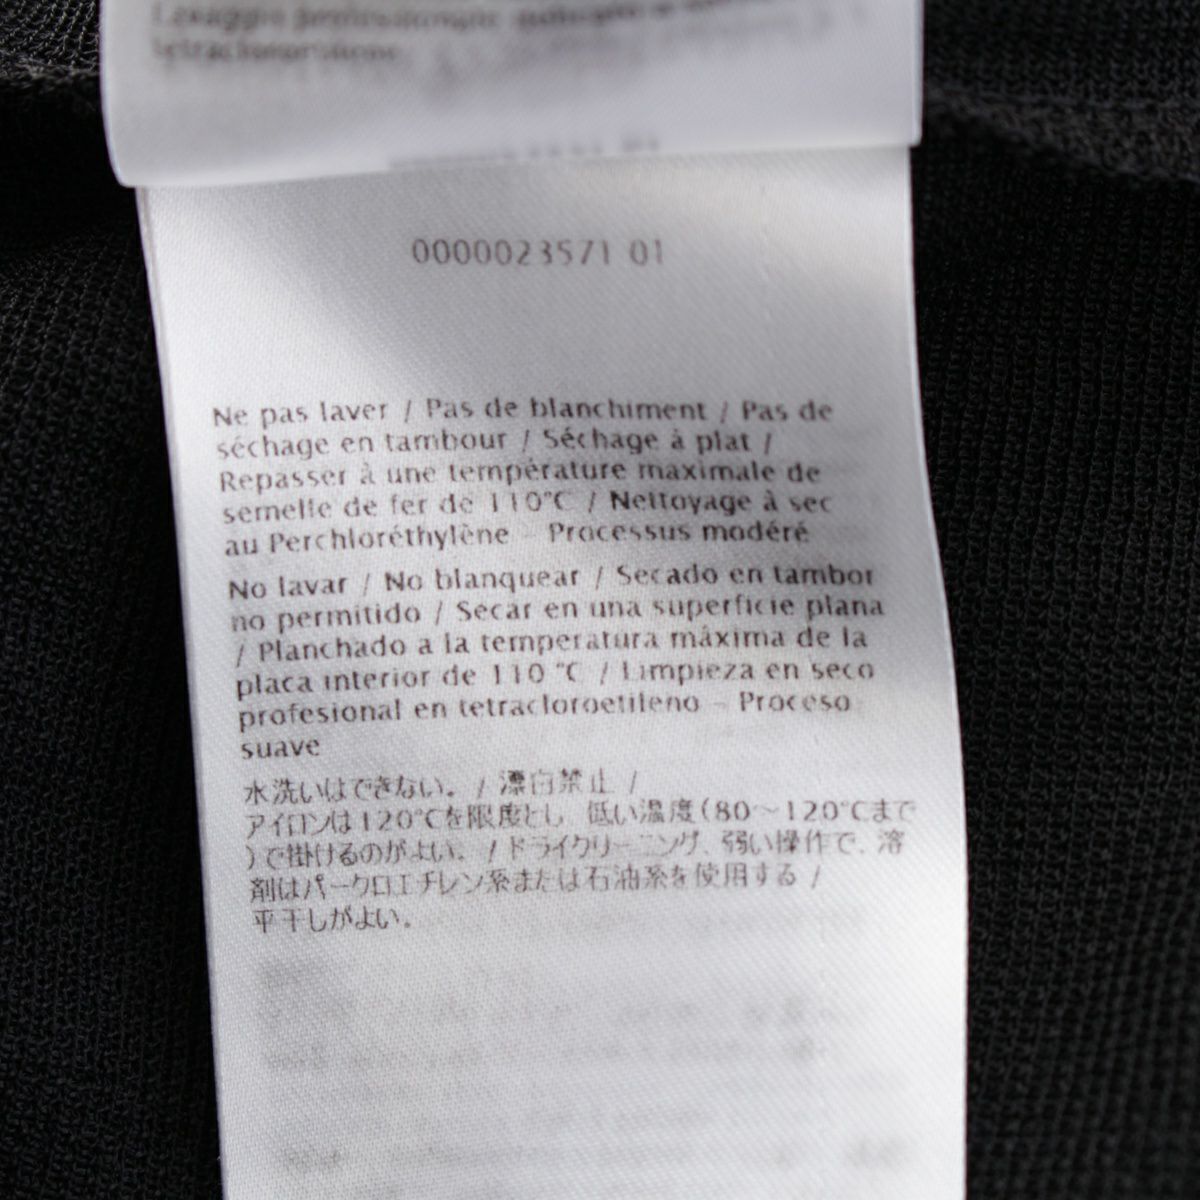 tetracloroetilene
0000023571 01
Ne pas laver / Pas de blanchiment / Pas de
séchage en tambour / Séchage à plat /
Repasser à une température maximale de
semelle de fer de 110°C / Nettoyage à sec
au Perchloréthylène – Processus modéré
No lavar / No blanquear / Secado en tambor
no permitido / Secar en una superficie plana
/ Planchado a la temperatura máxima de la
placa interior de 110 °C / Limpieza en seco
profesional en tetracloroetileno – Proceso
suave
水洗いはできない。 / 漂白禁止 /
アイロンは120℃を限度とし、低い温度(80～120℃まで
)で掛けるのがよい。 / ドライクリーニング、弱い操作で、溶
剤はパークロエチレン系または石油系を使用する /
平干しがよい。